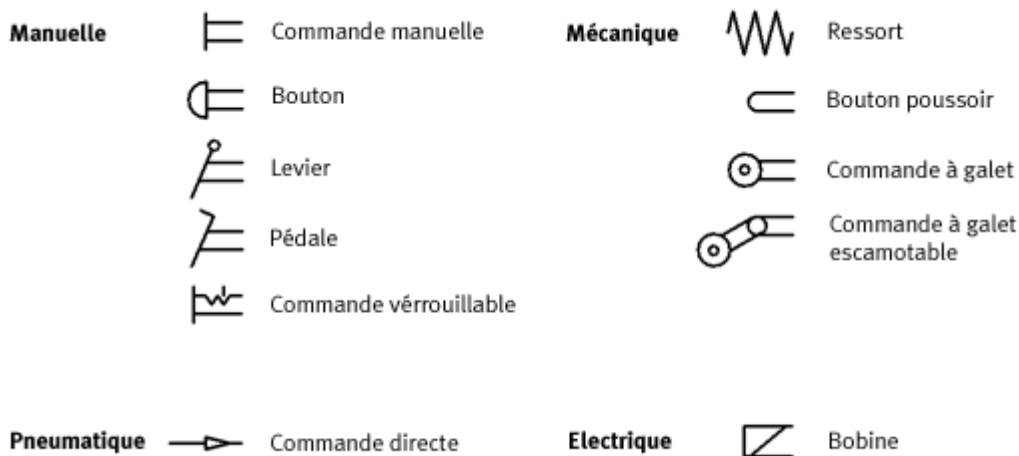 Manuelle
Commande manuelle
Bouton
Levier
Pédale
Commande vérrouillable
Mécanique
Ressort
Bouton poussoir
Commande à galet
Commande à galet
escamotable
Pneumatique
Commande directe
Electrique
Bobine